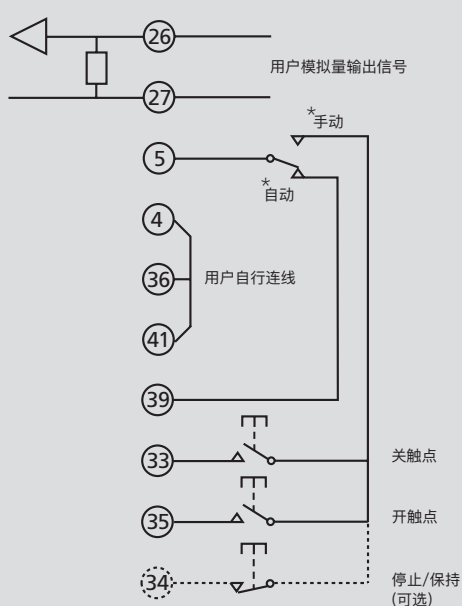 26
用户模拟量输出信号
27
*手动
5
*自动
4
36
用户自行连线
41
39
33
关触点
35
开触点
34
停止/保持
(可选)